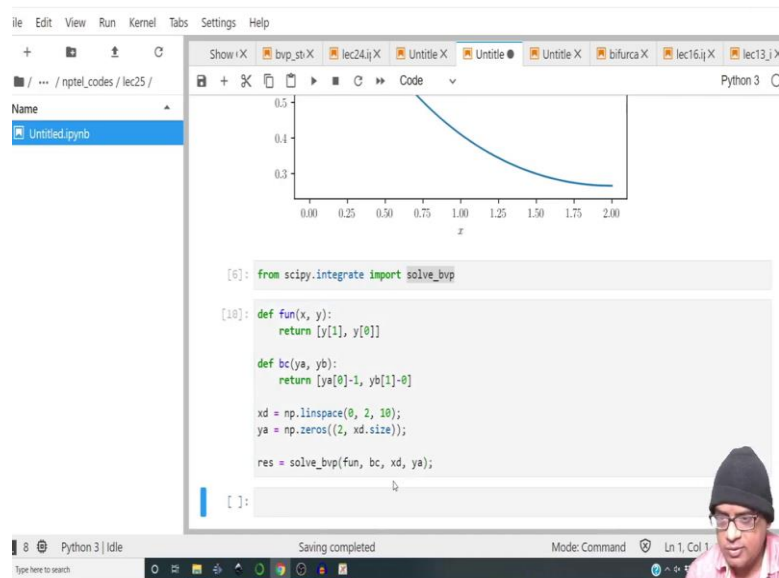 ile Edit View Run Kernel Tabs Settings Help
Show bvp_st lec24.i Untitle Untitle Untitle bifurca lec16.i lec13_i
Code Python 3
/ ··· / nptel_codes / lec25 /
Name
Untitled.ipynb
0.5
0.4
0.3
0.00 0.25 0.50 0.75 1.00 1.25 1.50 1.75 2.00
x
[6]: from scipy.integrate import solve_bvp
[10]: def fun(x, y):
return [y[1], y[0]]
def bc(ya, yb):
return [ya[0]-1, yb[1]-0]
xd = np.linspace(0, 2, 10);
ya = np.zeros((2, xd.size));
res = solve_bvp(fun, bc, xd, ya);
[ ]:
8 Python 3 | Idle Saving completed Mode: Command Ln 1, Col 1
Type here to search